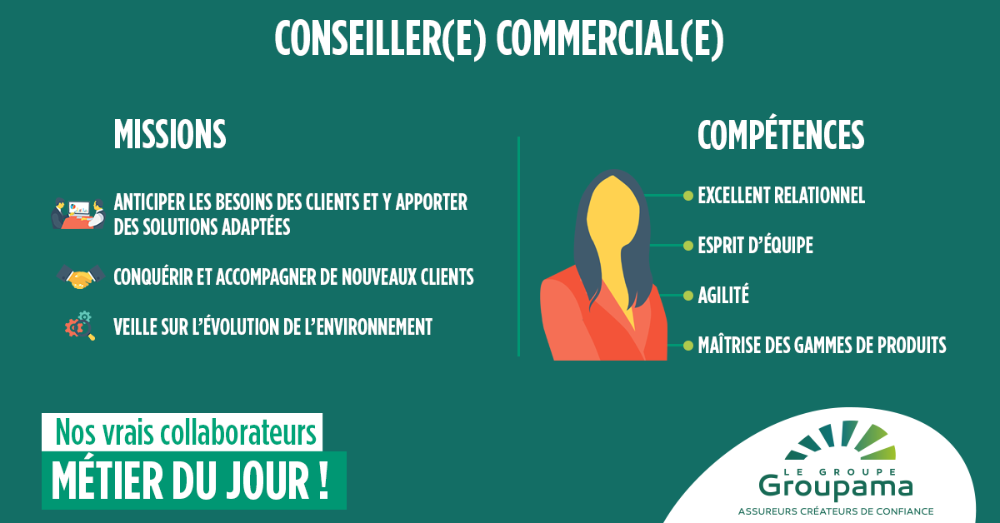 CONSEILLER(E) COMMERCIAL(E)
MISSIONS
ANTICIPER LES BESOINS DES CLIENTS ET Y APPORTER
DES SOLUTIONS ADAPTÉES
CONQUÉRIR ET ACCOMPAGNER DE NOUVEAUX CLIENTS
VEILLE SUR L'ÉVOLUTION DE L'ENVIRONNEMENT
COMPÉTENCES
EXCELLENT RELATIONNEL
ESPRIT D'ÉQUIPE
AGILITÉ
MAÎTRISE DES GAMMES DE PRODUITS
Nos vrais collaborateurs
MÉTIER DU JOUR !
LE GROUPE
Groupama
ASSUREURS CRÉATEURS DE CONFIANCE